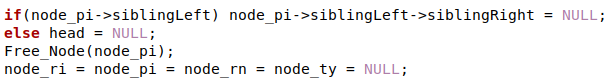 if(node_pi->siblingLeft) node_pi->siblingLeft->siblingRight = NULL;
else head = NULL;
Free_Node(node_pi);
node_ri = node_pi = node_rn = node_ty = NULL;